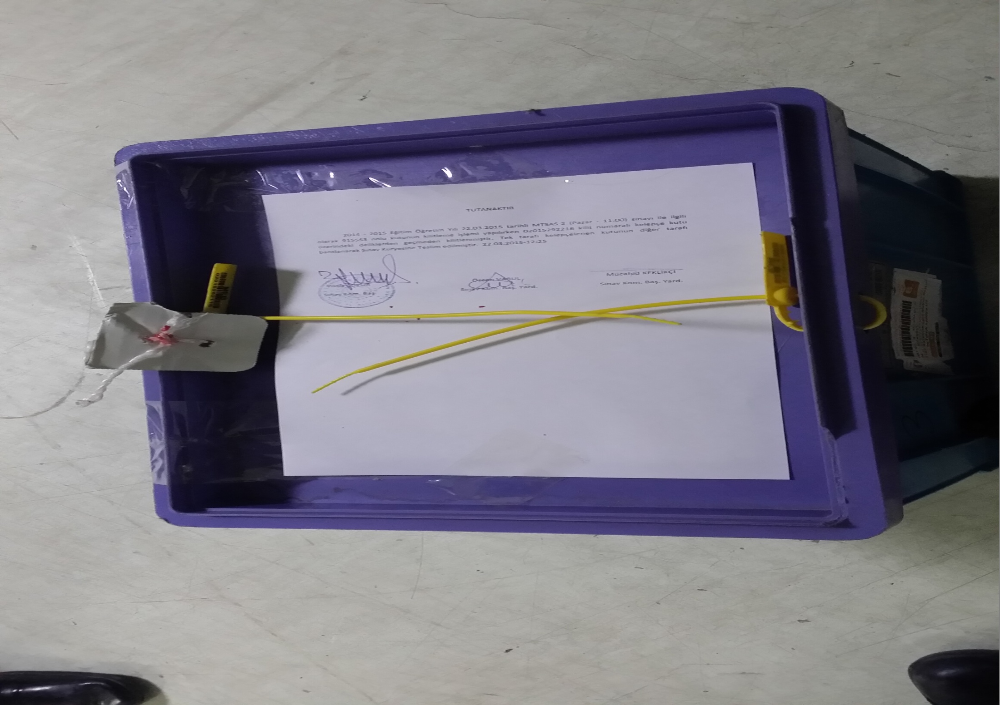 TUTANAKTIR
2014 - 2015 Eğitim Öğretim Yılı 22.03.2015 tarihli MTSAS-2 (Pazar - 11:00) sınavı ile ilgili
olarak 915553 nolu kutunun kilitleme işlemi yapılırken 02015292216 kilit numaralı kelepçe kutu
üzerindeki deliklerden geçmeden kilitlenmiştir. Tek tarafı kelepçelenen kutunun diğer tarafı
bantlanarak Sınav Kuryesine Teslim edilmiştir. 22.03.2015-12:25
VARUL
Mücahid KEKLİKÇİ
Sınav Kom. Baş.
Sınav Kom. Baş. Yard.
Sınav Kom. Baş. Yard.